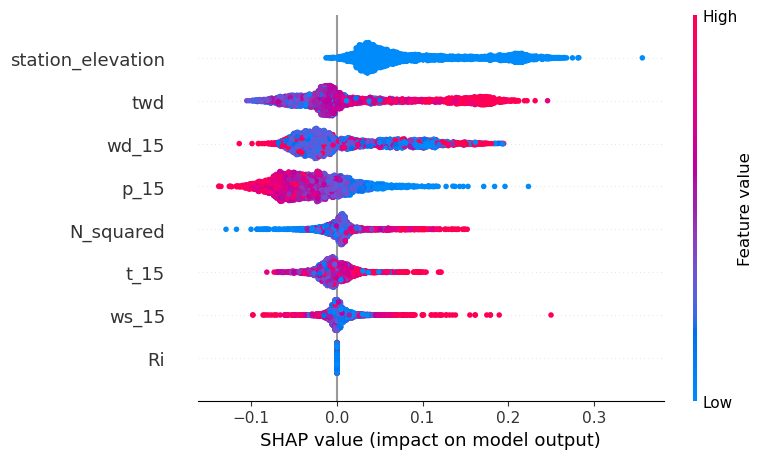 High
station_elevation
twd
wd_15
p_15
N_squared
t_15
ws_15
Ri
Feature value
Low
−0.1 0.0 0.1 0.2 0.3
SHAP value (impact on model output)